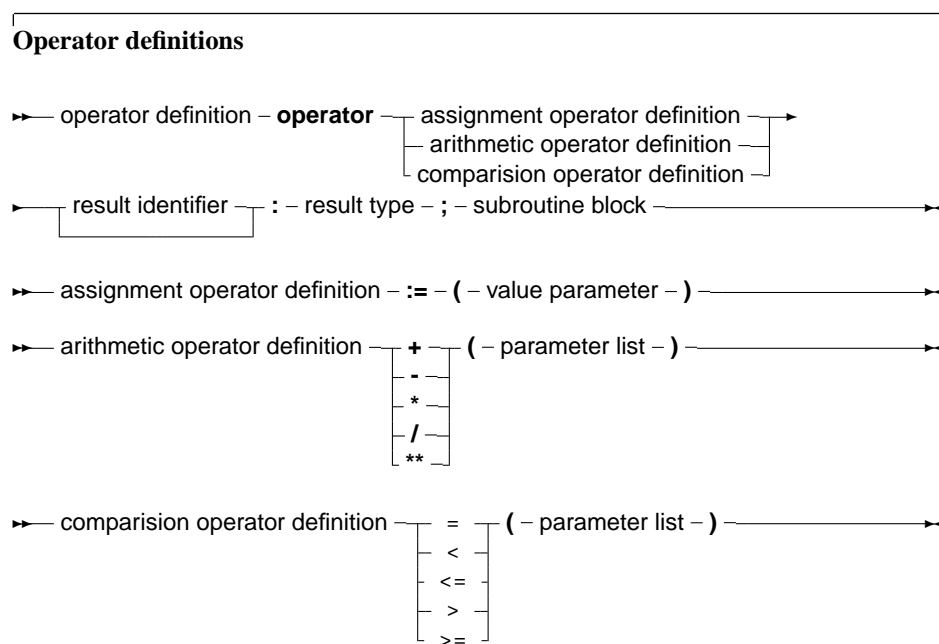 Operator definitions
operator definition – operator – assignment operator definition
arithmetic operator definition
comparision operator definition
result identifier : – result type – ; – subroutine block
assignment operator definition – := – ( – value parameter – )
arithmetic operator definition + ( – parameter list – )
-
*
/
**
comparision operator definition = ( – parameter list – )
<
<=
>
>=